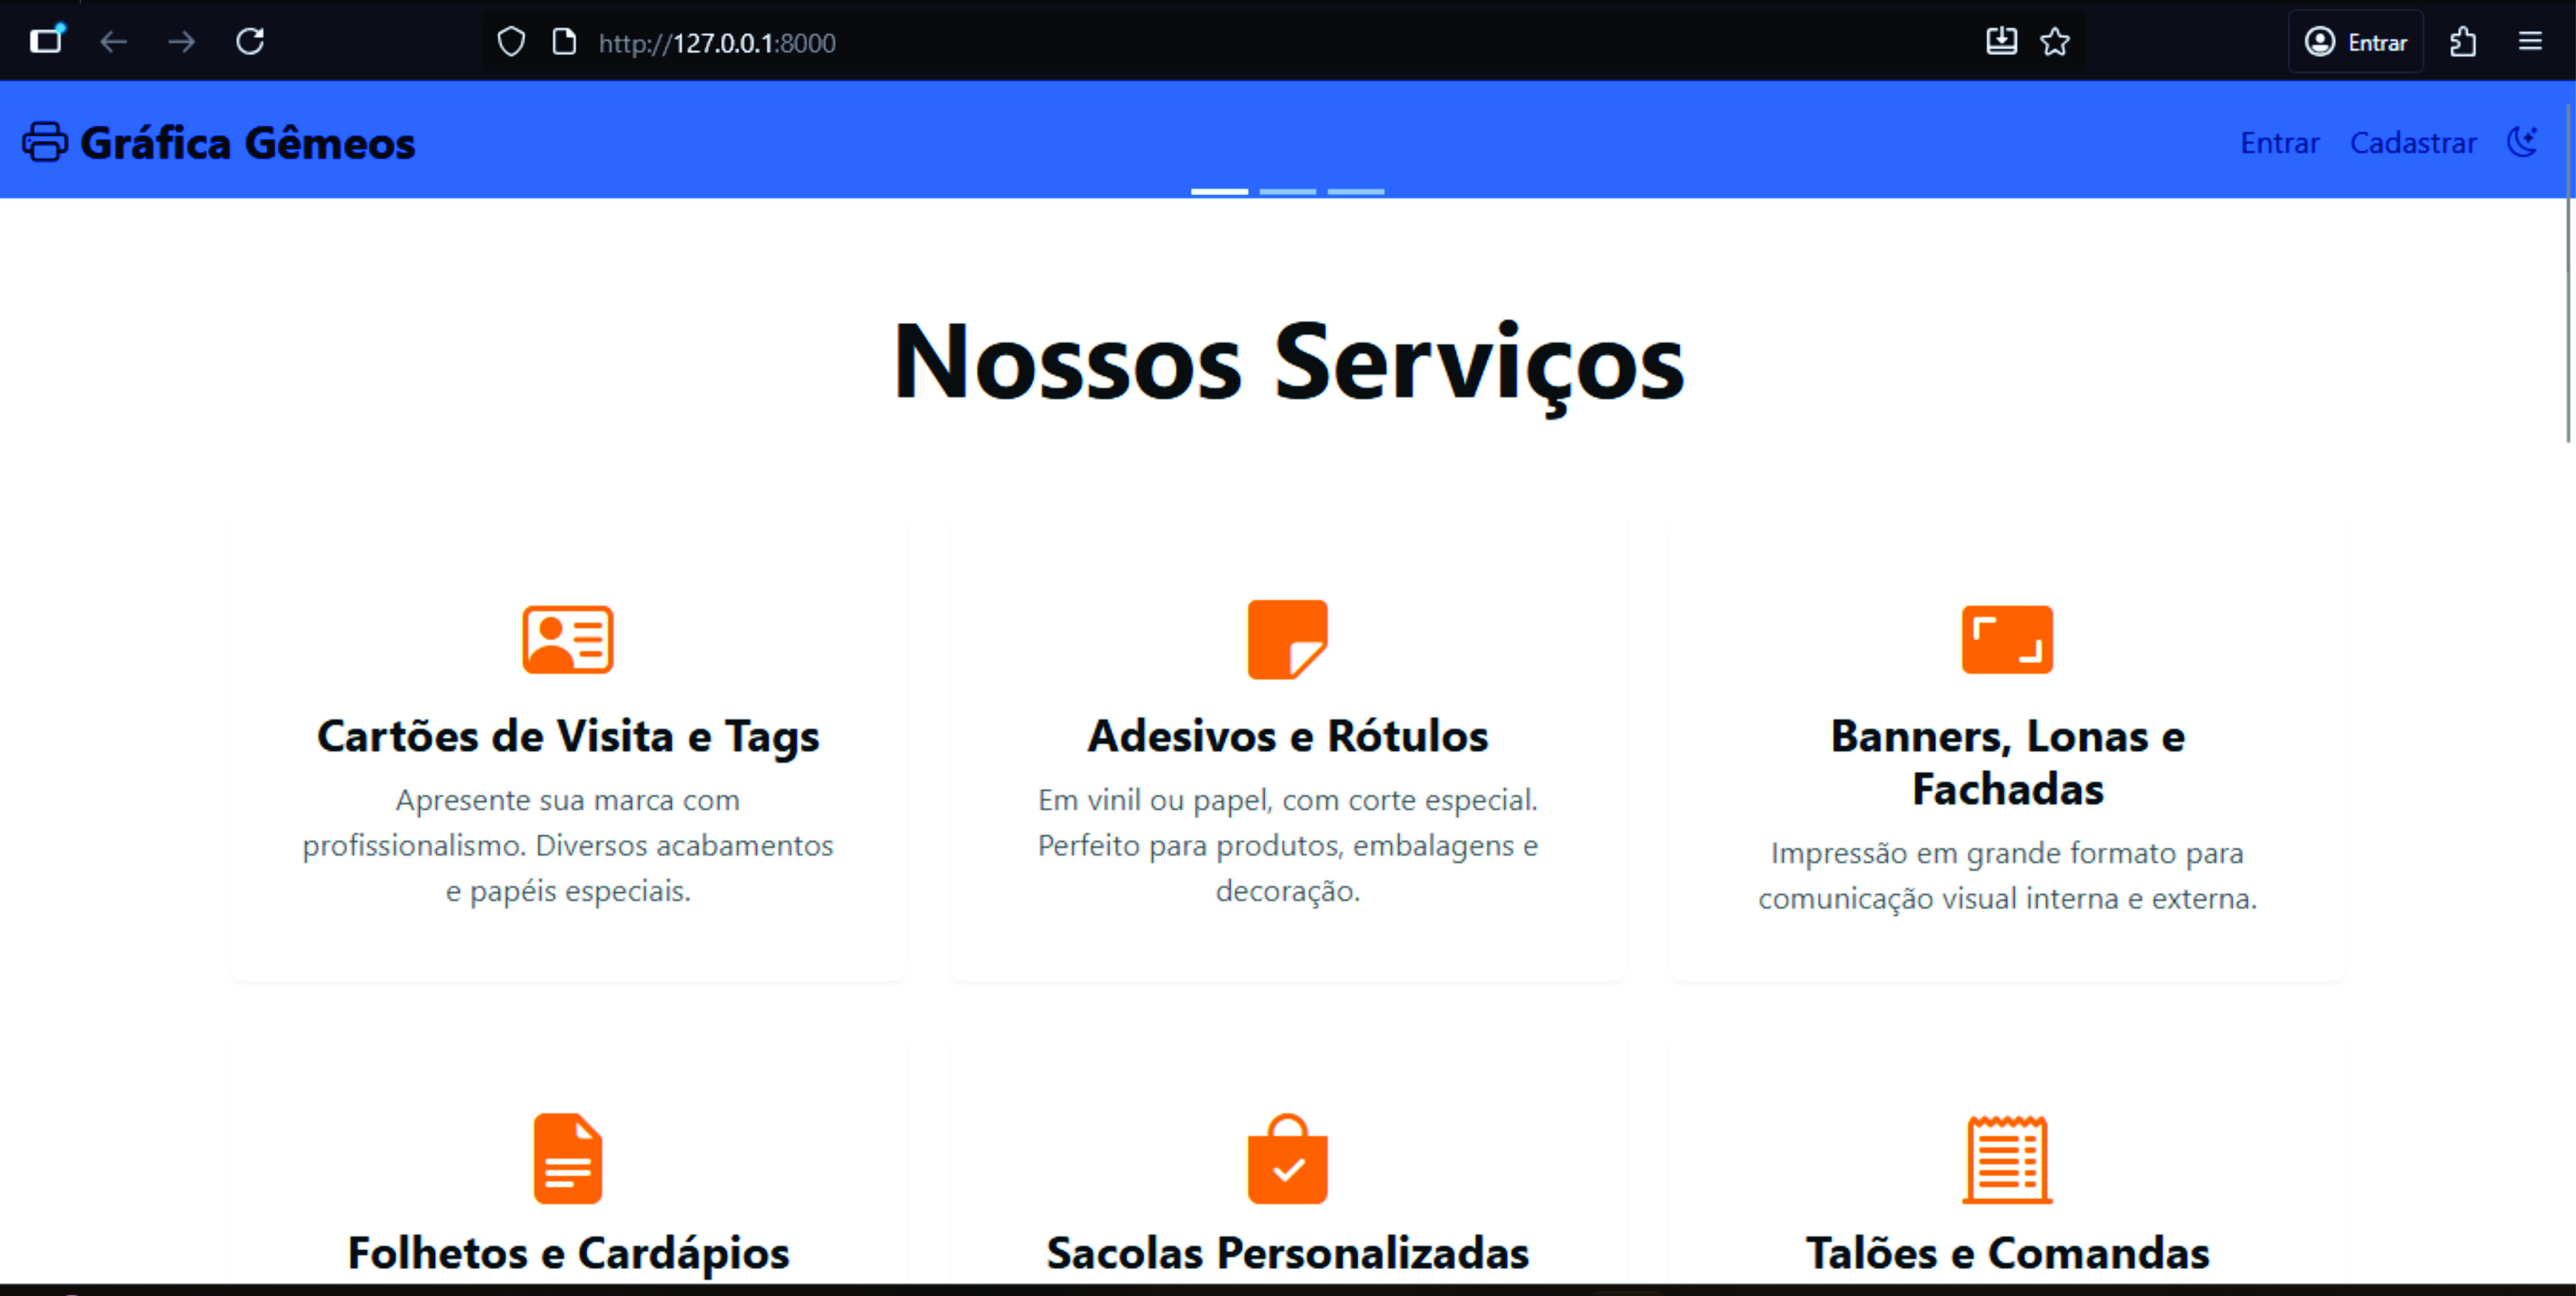 http://127.0.0.1:8000
Entrar
Gráfica Gêmeos
Entrar Cadastrar
Nossos Serviços
Cartões de Visita e Tags
Apresente sua marca com
profissionalismo. Diversos acabamentos
e papéis especiais.
Adesivos e Rótulos
Em vinil ou papel, com corte especial.
Perfeito para produtos, embalagens e
decoração.
Banners, Lonas e
Fachadas
Impressão em grande formato para
comunicação visual interna e externa.
Folhetos e Cardápios
Sacolas Personalizadas
Talões e Comandas